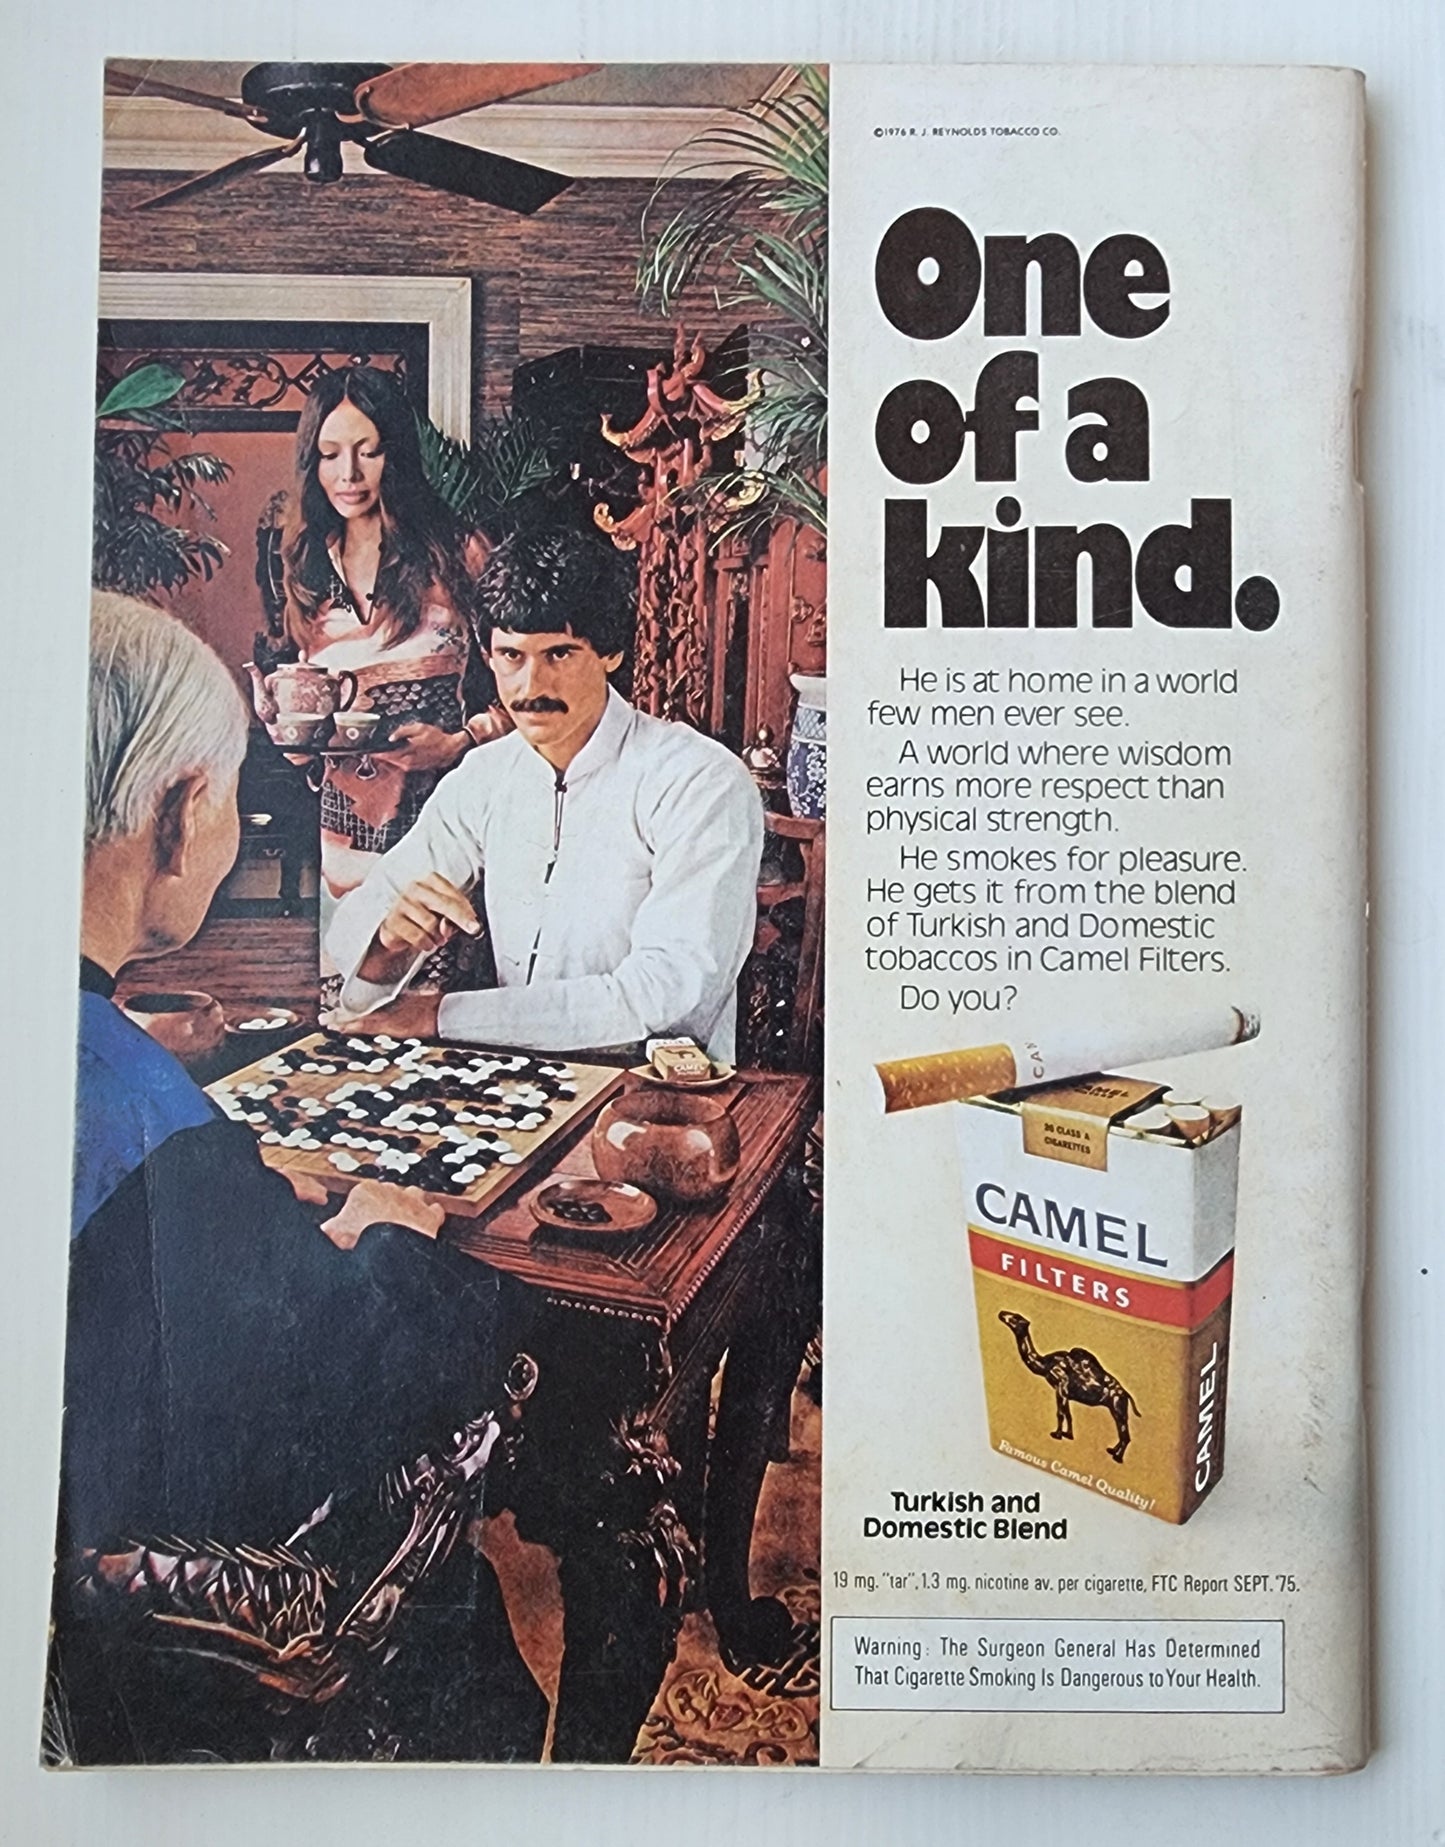 ©1976 R. J. REYNOLDS TOBACCO CO.
One
of a
kind.
He is at home in a world
few men ever see.
A world where wisdom
earns more respect than
physical strength.
He smokes for pleasure.
He gets it from the blend
of Turkish and Domestic
tobaccos in Camel Filters.
Do you?
CAMEL
20 CLASS A
CIGARETTES
CAMEL
FILTERS
Famous Camel Quality!
CAMEL
CAMEL
Turkish and
Domestic Blend
19 mg. "tar", 1.3 mg. nicotine av. per cigarette, FTC Report SEPT. '75.
Warning: The Surgeon General Has Determined
That Cigarette Smoking Is Dangerous to Your Health.